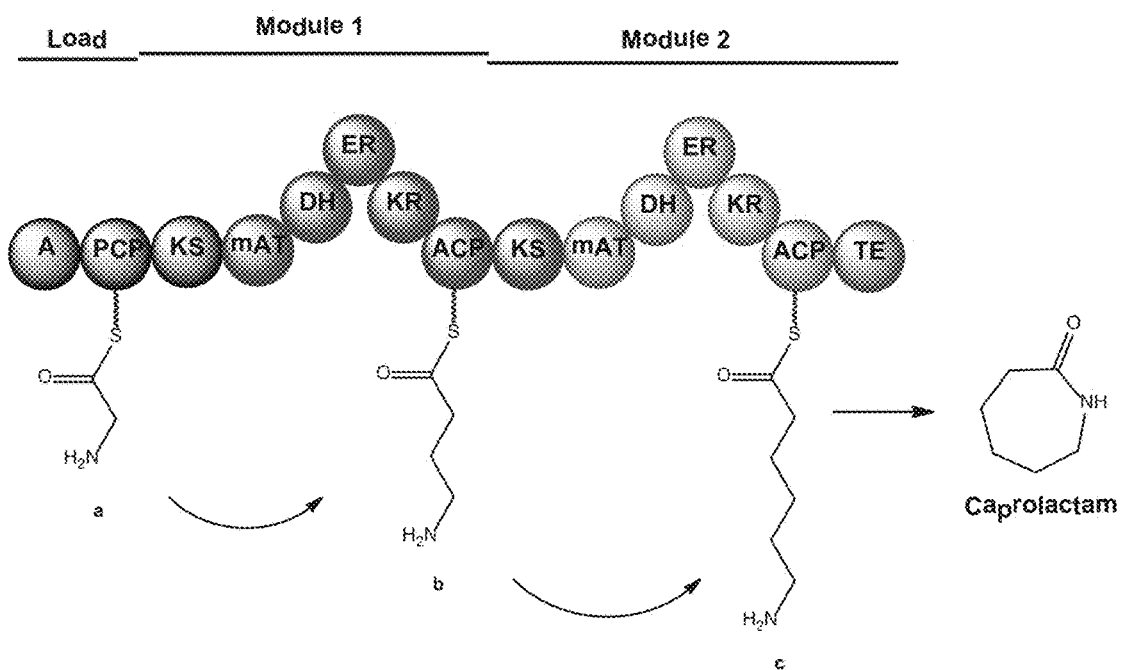 Load
Module 1
Module 2
ER
ER
DH
KR
DH
KR
A
PCP
KS
mAT
ACP
KS
mAT
ACP
TE
S
S
S
O
O
O
O
NH
H2N
Caprolactam
a
H2N
b
H2N
c